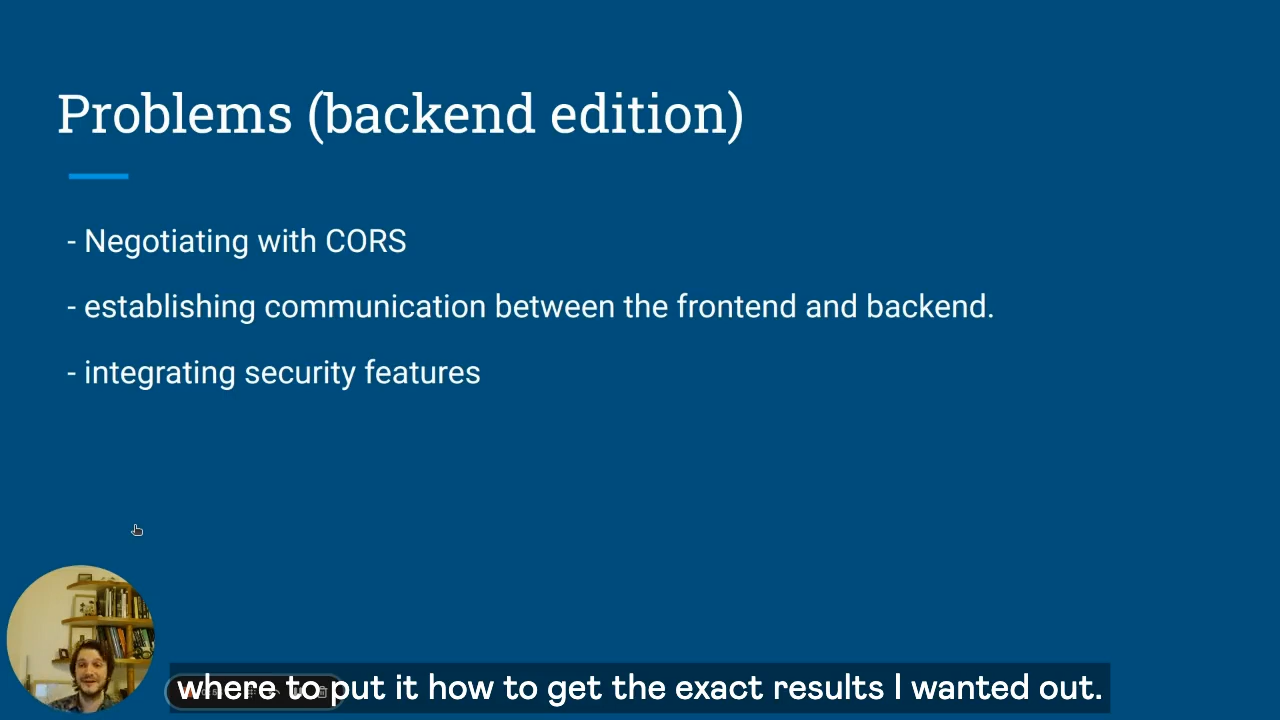 Problems (backend edition)
- Negotiating with CORS
- establishing communication between the frontend and backend.
- integrating security features
where to put it how to get the exact results I wanted out.